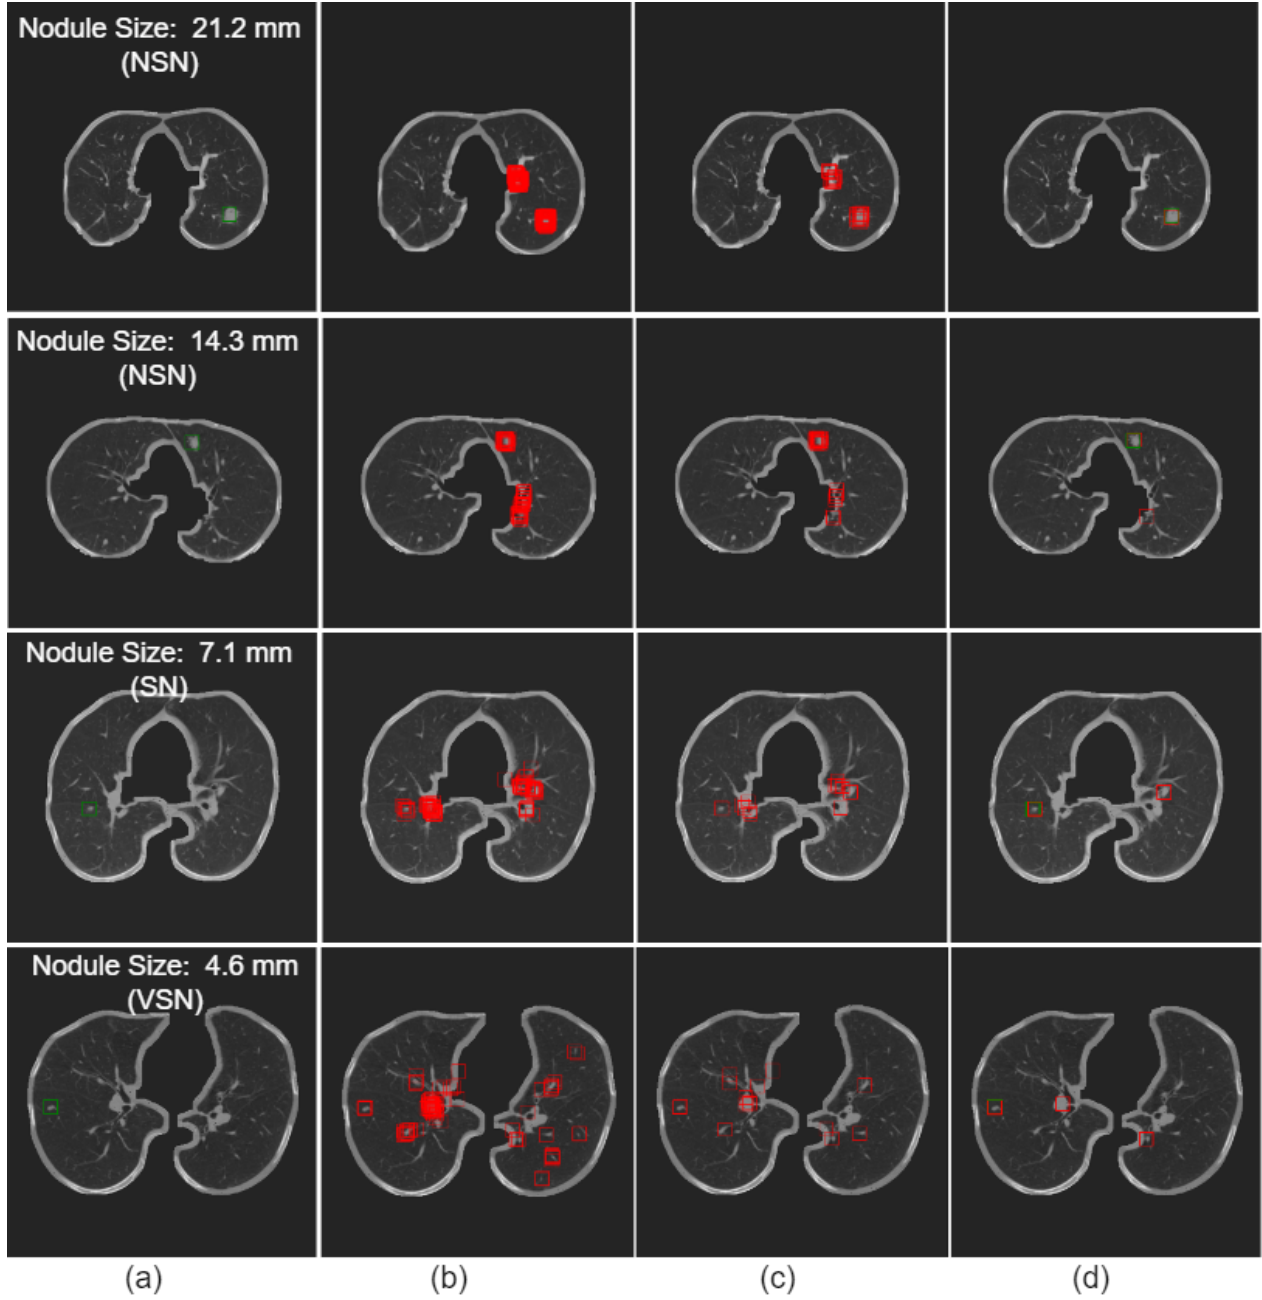 Nodule Size:  21.2 mm
(NSN)
Nodule Size:  14.3 mm
(NSN)
Nodule Size:  7.1 mm
(SN)
Nodule Size:  4.6 mm
(VSN)
(a) (b) (c) (d)